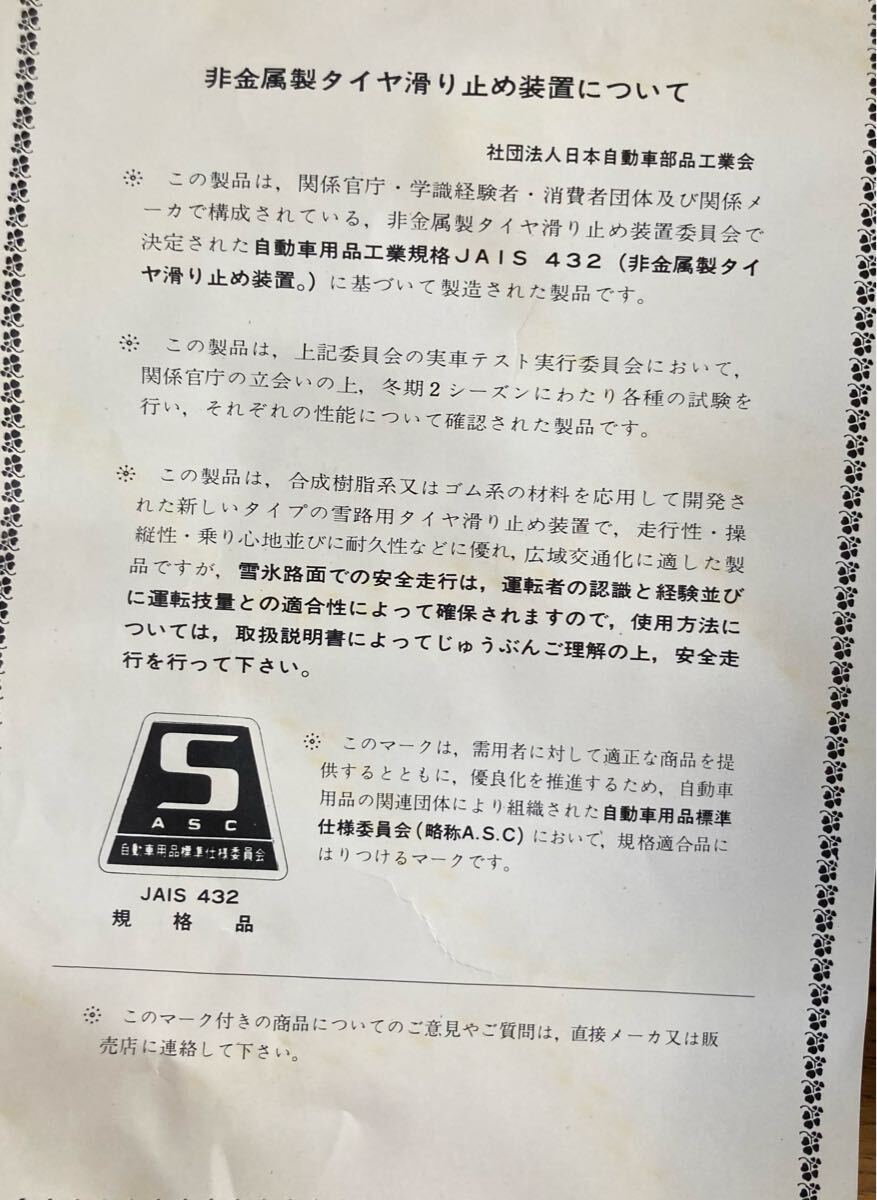 非金属製タイヤ滑り止め装置について
社団法人日本自動車部品工業会
※ この製品は，関係官庁・学識経験者・消費者団体及び関係メ
ーカで構成されている，非金属製タイヤ滑り止め装置委員会で
決定された自動車用品工業規格ＪＡＩＳ 432（非金属製タイ
ヤ滑り止め装置。）に基づいて製造された製品です。
※ この製品は，上記委員会の実車テスト実行委員会において，
関係官庁の立会いの上，冬期２シーズンにわたり各種の試験を
行い，それぞれの性能について確認された製品です。
※ この製品は，合成樹脂系又はゴム系の材料を応用して開発さ
れた新しいタイプの雪路用タイヤ滑り止め装置で，走行性・操
縦性・乗り心地並びに耐久性などに優れ，広域交通化に適した製
品ですが，雪氷路面での安全走行は，運転者の認識と経験並び
に運転技量との適合性によって確保されますので，使用方法に
ついては，取扱説明書によってじゅうぶんご理解の上，安全走
行を行って下さい。
S
ASC
自動車用品標準仕様委員会
JAIS 432
規格品
※ このマークは，需用者に対して適正な商品を提
供するとともに，優良化を推進するため，自動車
用品の関連団体により組織された自動車用品標準
仕様委員会（略称A.S.C）において，規格適合品に
はりつけるマークです。
※ このマーク付きの商品についてのご意見やご質問は，直接メーカ又は販
売店に連絡して下さい。